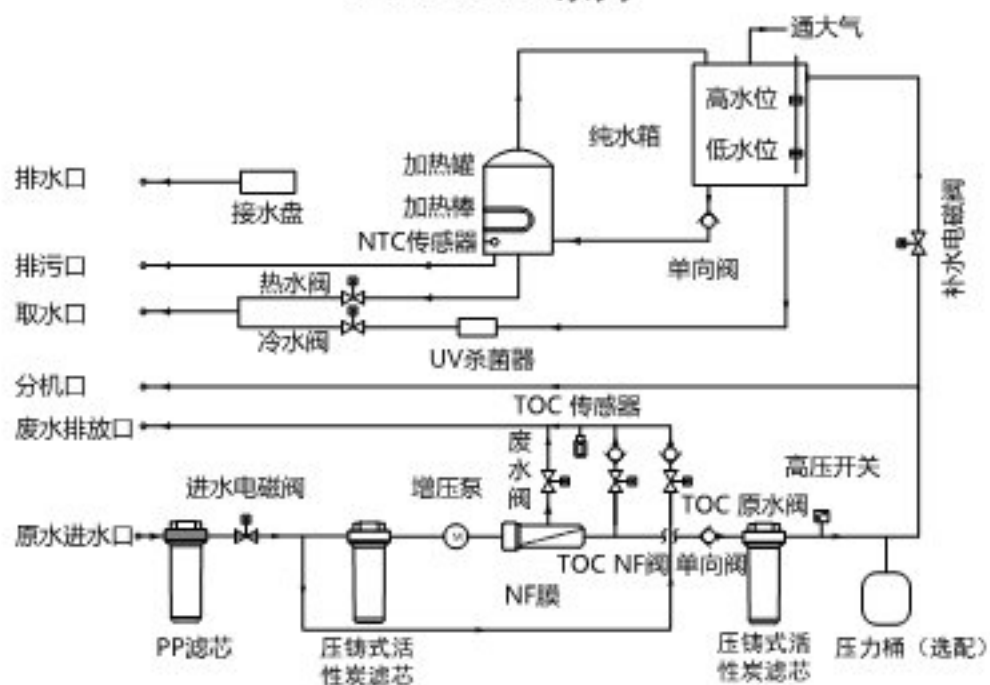 通大气
高水位
纯水箱
低水位
加热罐
排水口
接水盘
加热棒
NTC传感器
补水电磁阀
排污口
热水阀
单向阀
取水口
冷水阀
UV杀菌器
分机口
TOC 传感器
废水排放口
废水阀
高压开关
进水电磁阀
增压泵
TOC 原水阀
原水进水口
M
TOC NF阀 单向阀
NF膜
PP滤芯
压铸式活
性炭滤芯
压铸式活
性炭滤芯
压力桶（选配）